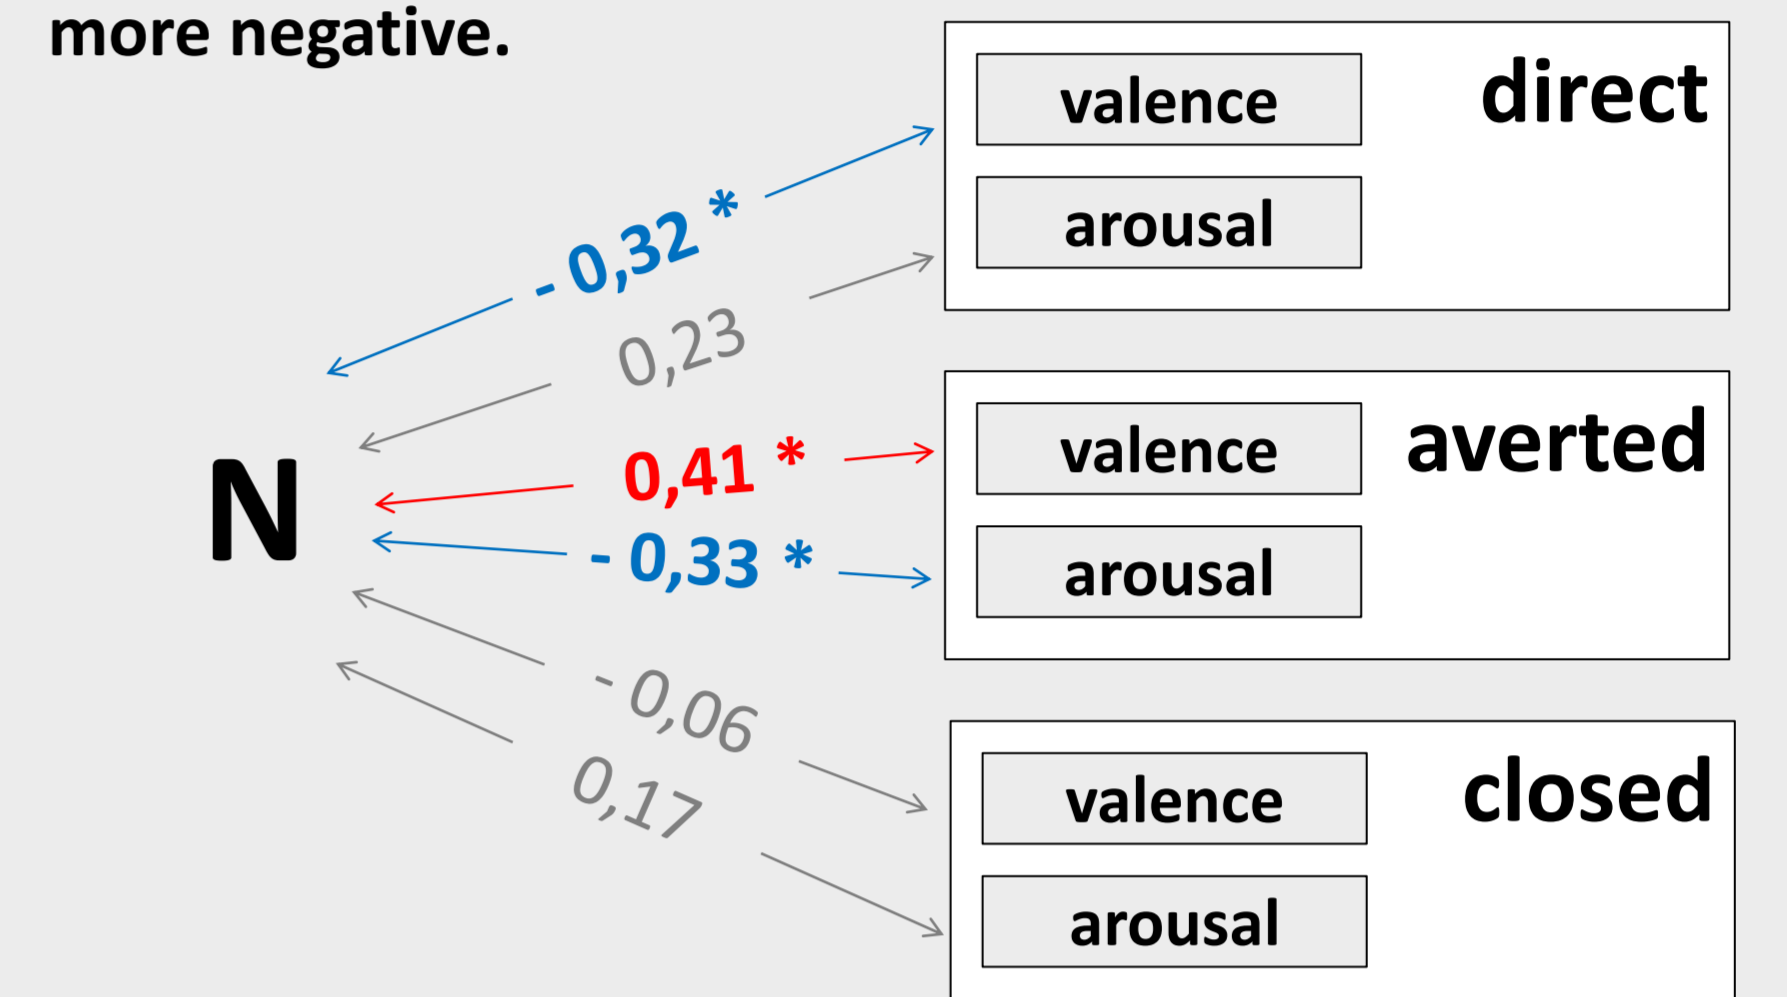 more negative.
direct
valence
arousal
- 0,32 *
0,23
N
averted
valence
arousal
0,41 *
- 0,33 *
closed
valence
arousal
- 0,06
0,17